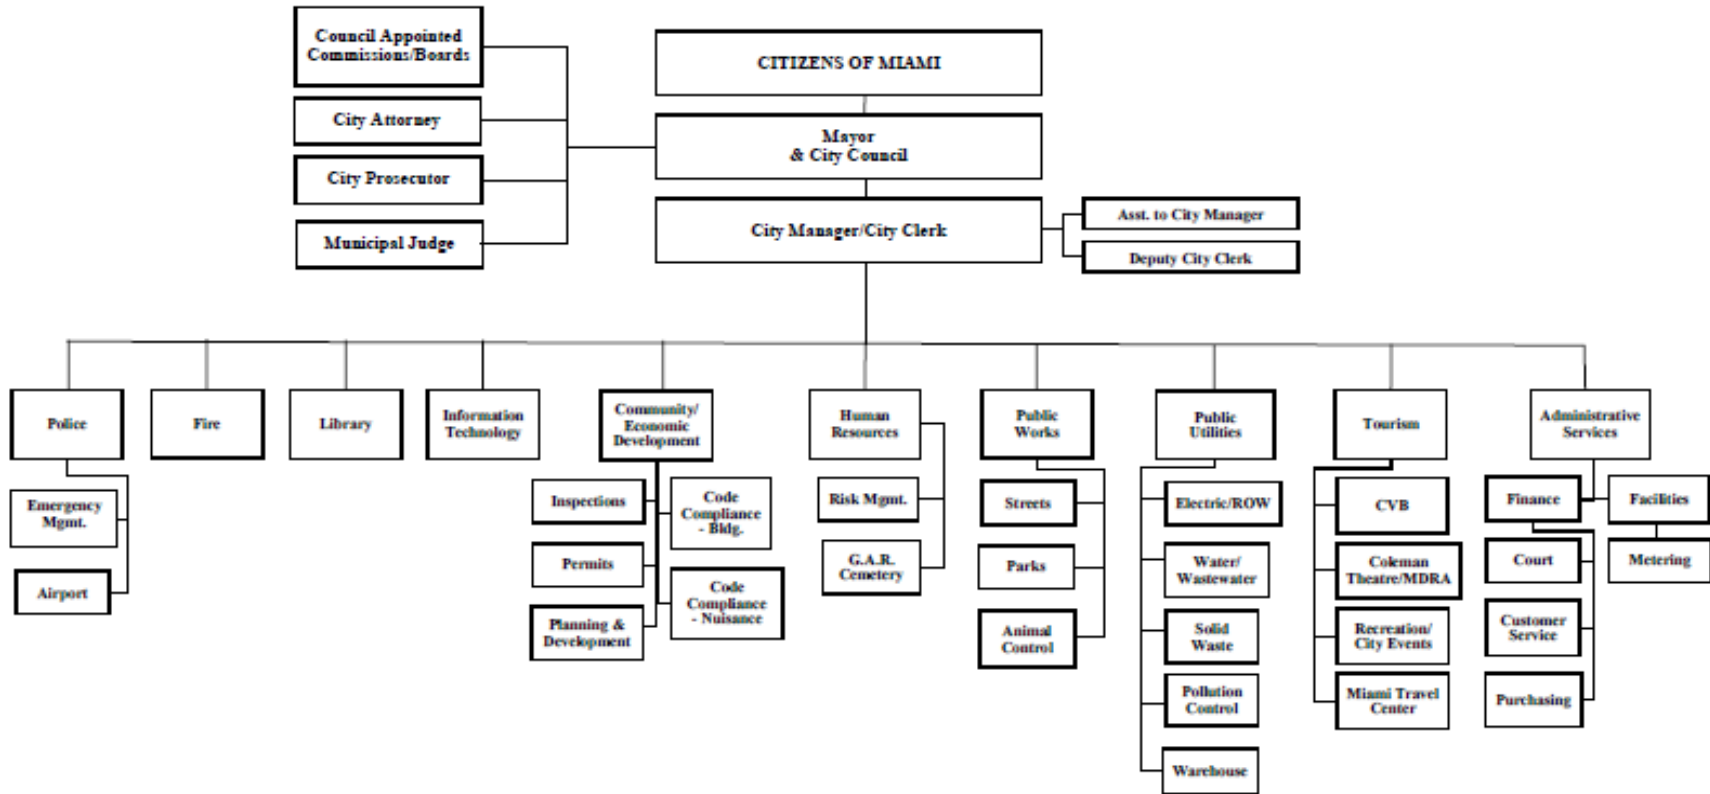 Council Appointed
Commissions/Boards
CITIZENS OF MIAMI
City Attorney
Mayor
& City Council
City Prosecutor
Municipal Judge
City Manager/City Clerk
Asst. to City Manager
Deputy City Clerk
Police
Fire
Library
Information
Technology
Community/
Economic
Development
Human
Resources
Public
Works
Public
Utilities
Tourism
Administrative
Services
Emergency
Mgmt.
Airport
Inspections
Permits
Planning &
Development
Code
Compliance
- Bldg.
Code
Compliance
- Nuisance
Risk Mgmt.
G.A.R.
Cemetery
Streets
Parks
Animal
Control
Electric/ROW
Water/
Wastewater
Solid
Waste
Pollution
Control
Warehouse
CVB
Coleman
Theatre/MDRA
Recreation/
City Events
Miami Travel
Center
Finance
Court
Customer
Service
Purchasing
Facilities
Metering